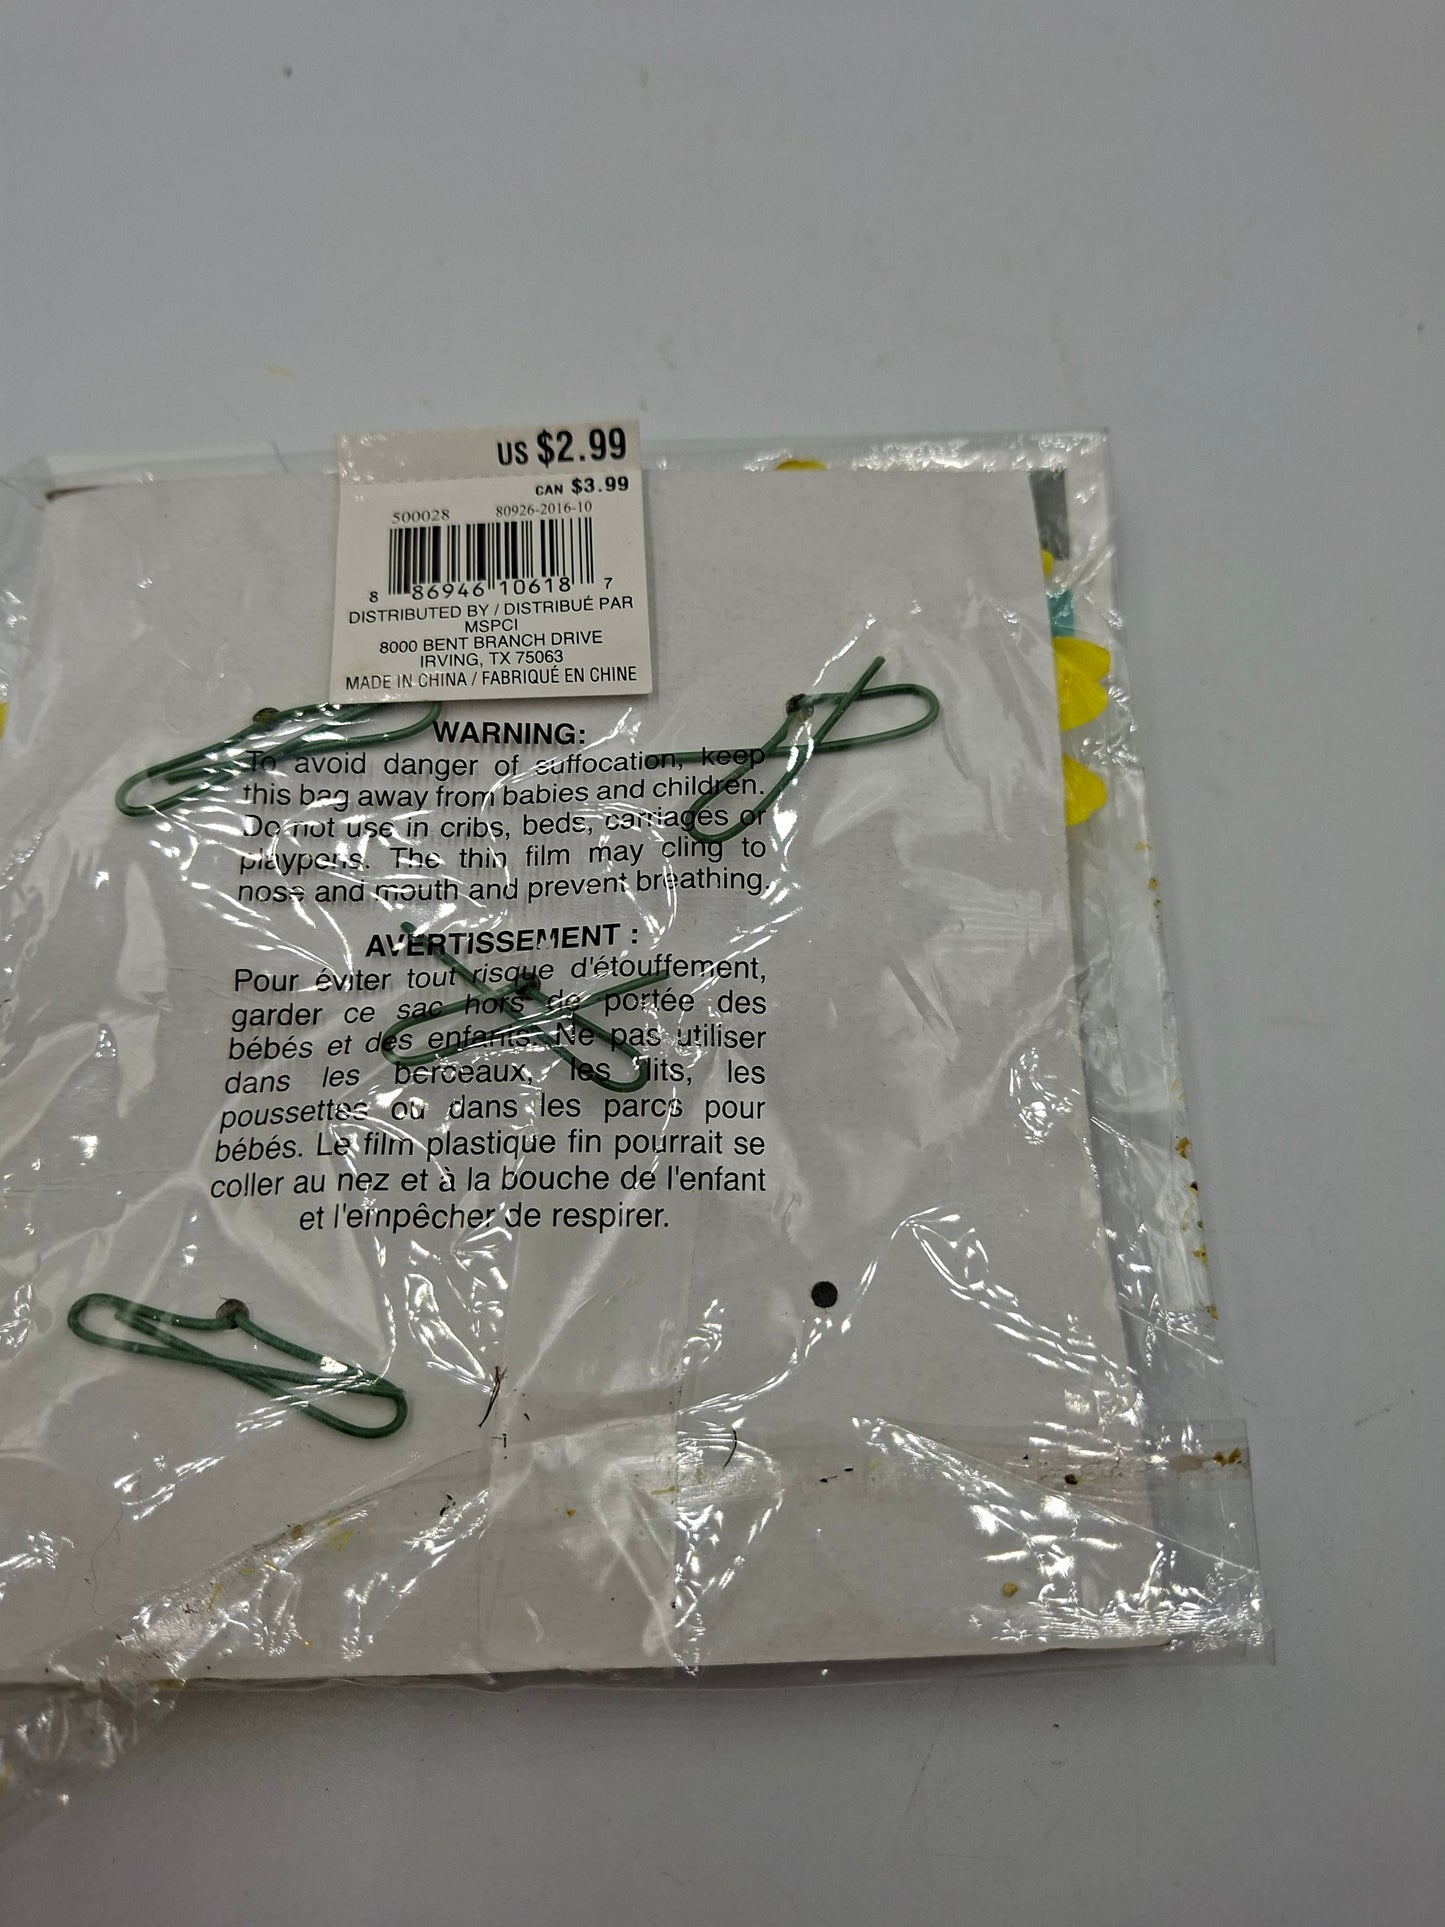 US $2.99
CAN $3.99
500028 80926-2016-10
8 86946 10618 7
DISTRIBUTED BY / DISTRIBUÉ PAR
MSPCI
8000 BENT BRANCH DRIVE
IRVING, TX 75063
MADE IN CHINA / FABRIQUÉ EN CHINE
WARNING:
To avoid danger of suffocation, keep
this bag away from babies and children.
Do not use in cribs, beds, carriages or
playpens. The thin film may cling to
nose and mouth and prevent breathing.
AVERTISSEMENT :
Pour éviter tout risque d'étouffement,
garder ce sac hors de portée des
bébés et des enfants. Ne pas utiliser
dans les berceaux, les lits, les
poussettes ou dans les parcs pour
bébés. Le film plastique fin pourrait se
coller au nez et à la bouche de l'enfant
et l'empêcher de respirer.